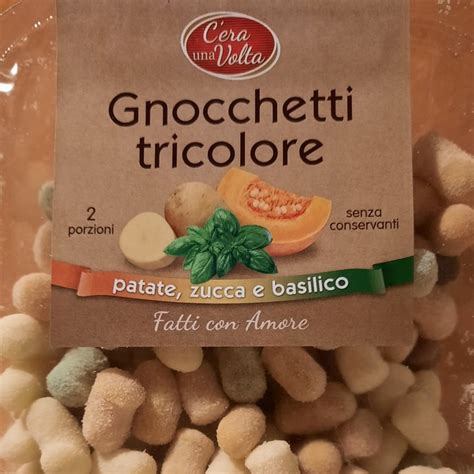 C'era
una Volta
Gnocchetti
tricolore
2
porzioni
senza
conservanti
patate, zucca e basilico
Fatti con Amore